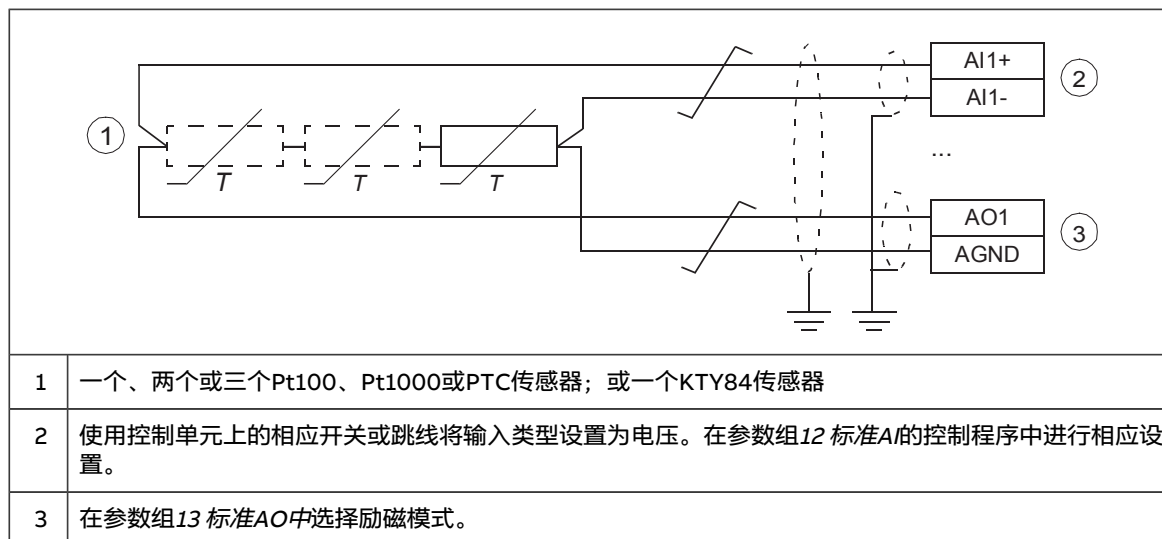 AI1+
AI1-
2
1
...
T
T
T
AO1
AGND
3
1 一个、两个或三个Pt100、Pt1000或PTC传感器；或一个KTY84传感器
2 使用控制单元上的相应开关或跳线将输入类型设置为电压。在参数组12 标准AI的控制程序中进行相应设
置。
3 在参数组13 标准AO中选择励磁模式。